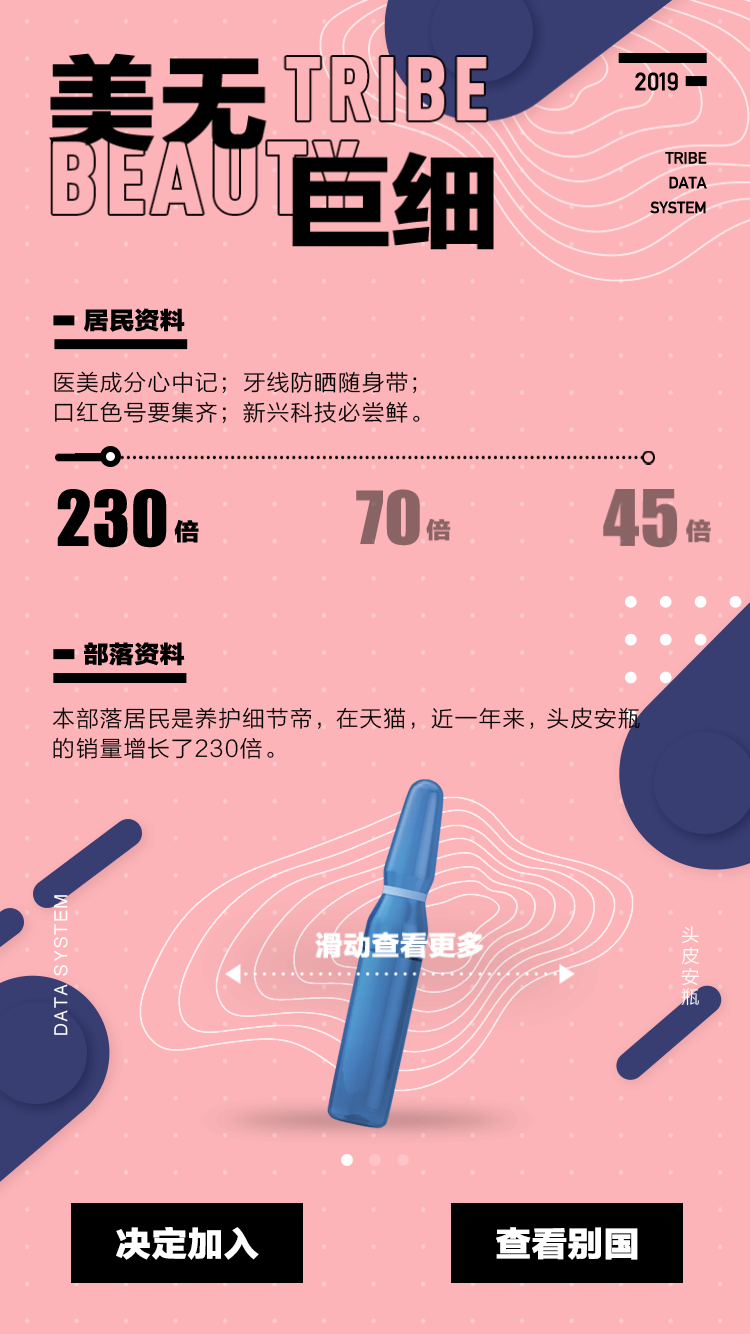 美无
TRIBE
BEAUTY
巨细
2019
TRIBE
DATA
SYSTEM
居民资料
医美成分心中记；牙线防晒随身带；
口红色号要集齐；新兴科技必尝鲜。
230倍
70倍
45倍
部落资料
本部落居民是养护细节帝，在天猫，近一年来，头皮安瓶
的销量增长了230倍。
DATA SYSTEM
滑动查看更多
头皮安瓶
决定加入
查看别国